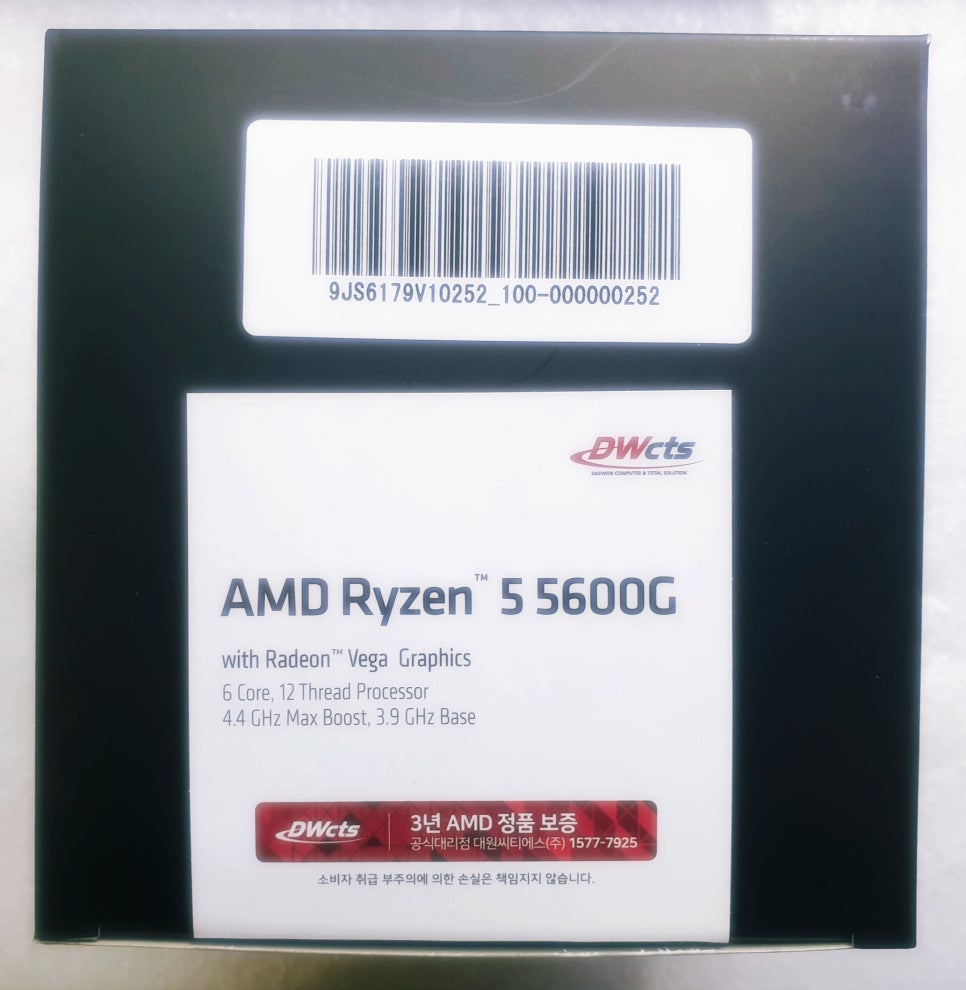 9JS6179V10252_100-000000252
DWcts
DAEWON COMPUTER & TOTAL SOLUTION
AMD Ryzen™ 5 5600G
with Radeon™ Vega Graphics
6 Core, 12 Thread Processor
4.4 GHz Max Boost, 3.9 GHz Base
DWcts
3년 AMD 정품 보증
공식대리점 대원씨티에스(주) 1577-7925
소비자 취급 부주의에 의한 손실은 책임지지 않습니다.